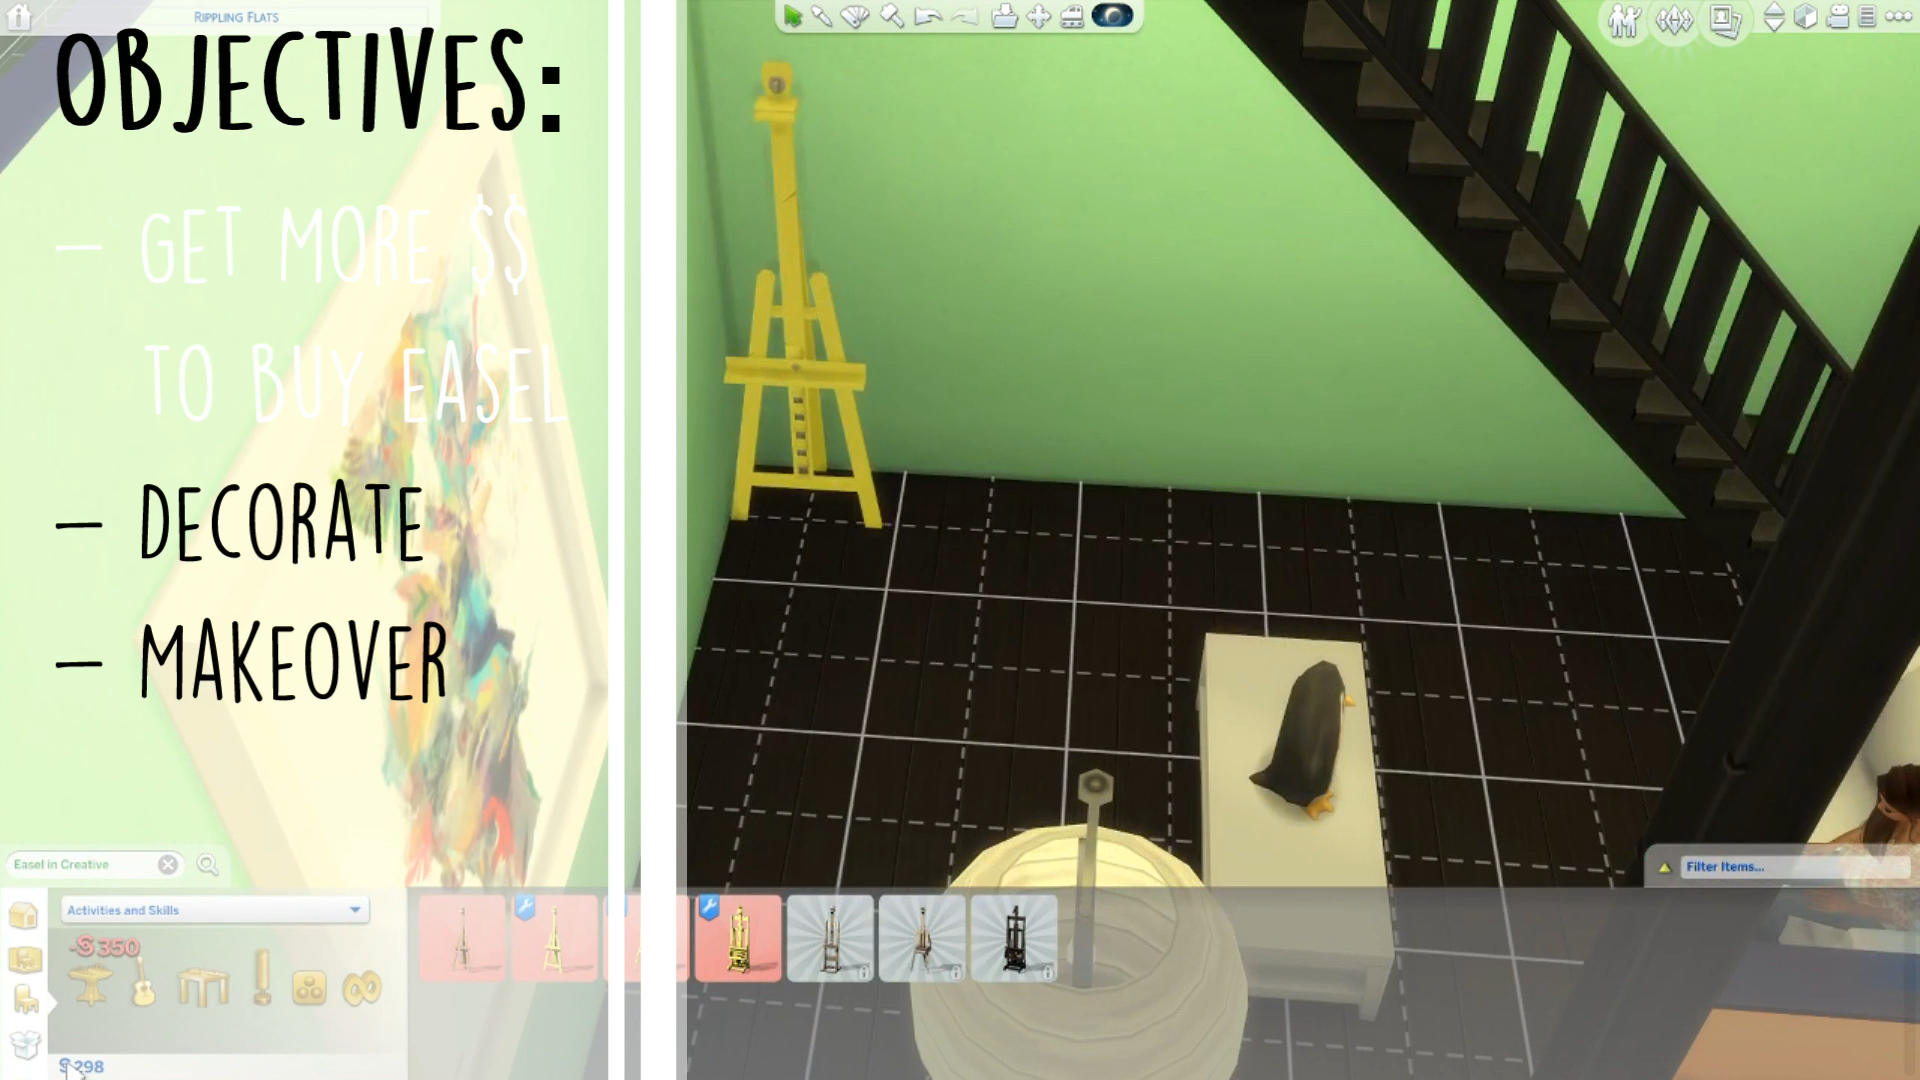 RIPPLING FLATS
OBJECTIVES:
– GET MORE $$
TO BUY EASEL
– DECORATE
– MAKEOVER
Easel in Creative
Filter Items...
Activities and Skills
-§350
§298